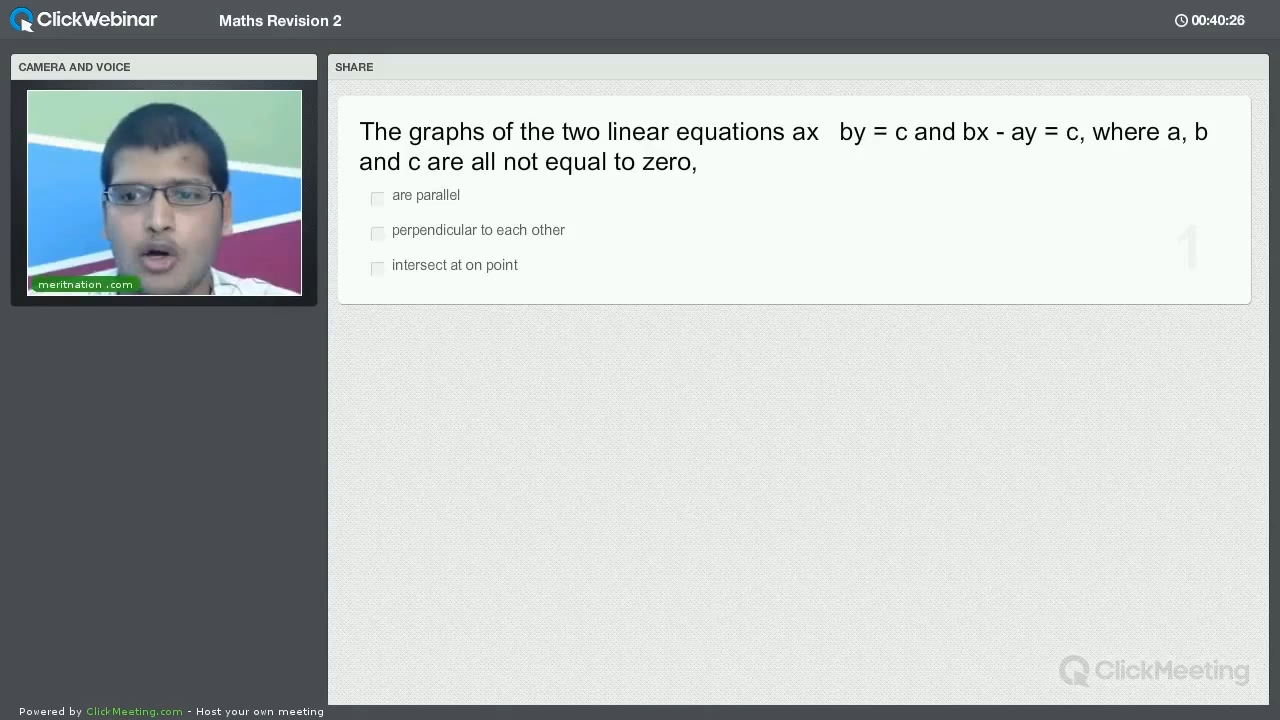 ClickWebinar
Maths Revision 2
00:40:26
CAMERA AND VOICE
meritnation .com
SHARE
The graphs of the two linear equations ax   by = c and bx - ay = c, where a, b
and c are all not equal to zero,
are parallel
perpendicular to each other
intersect at on point
1
ClickMeeting
Powered by ClickMeeting.com - Host your own meeting